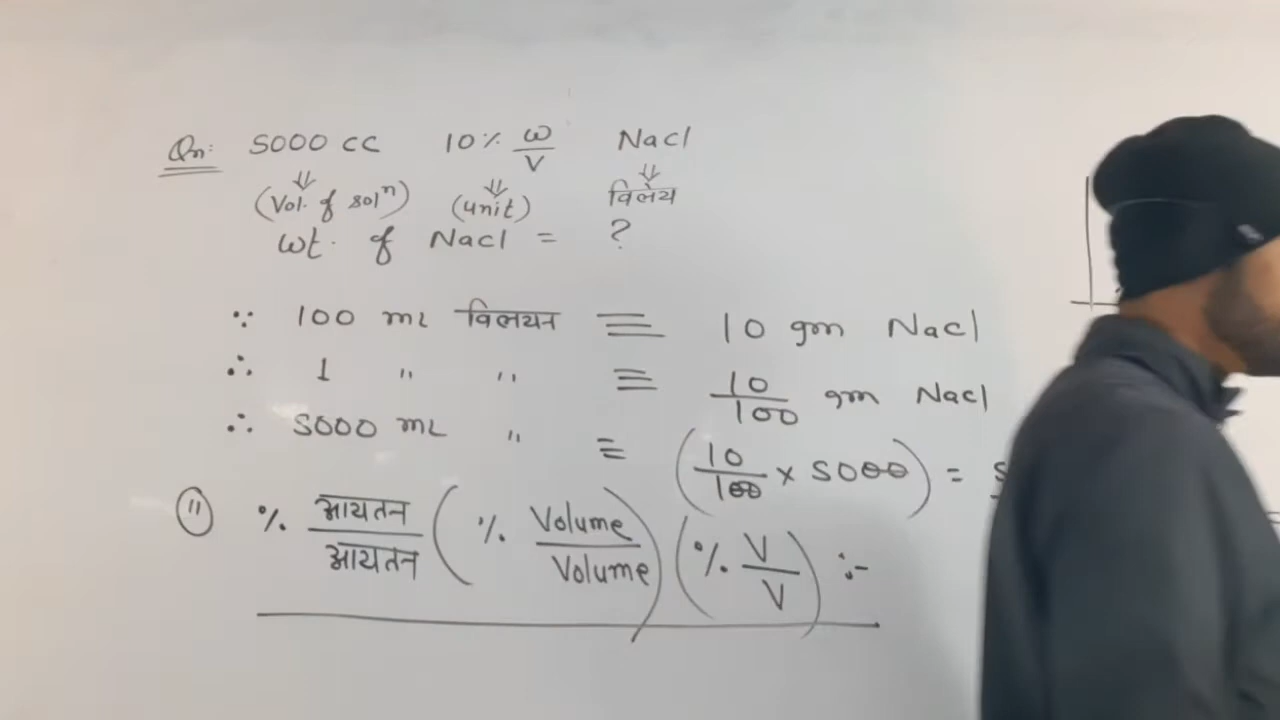 Qn: 5000 CC 10% w/V NaCl
⇓ ⇓ ⇓
(Vol. of solⁿ) (unit) विलेय
wt. of NaCl = ?
∵ 100 mL विलयन ≡ 10 gm NaCl
∴ 1 " " ≡ 10/100 gm NaCl
∴ 5000 mL " ≡ (10/100 × 5000) =
(ii) % आयतन/आयतन (% Volume/Volume) (% V/V) :-